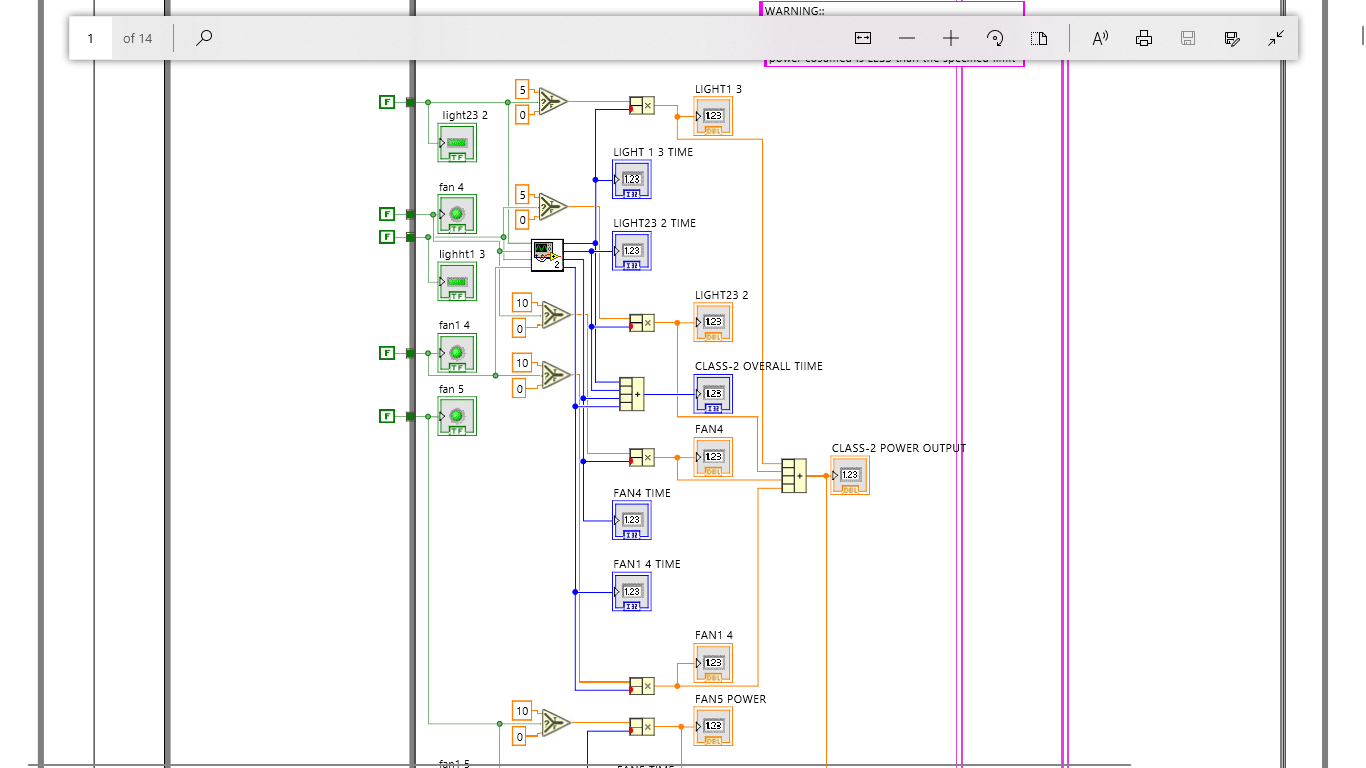 WARNING::
1 of 14
power cosumed is LESS than the specified limit
5
0
LIGHT1 3
1.23
DBL
F
light23 2
TF
LIGHT 1 3 TIME
1.23
I32
fan 4
TF
F
F
5
0
LIGHT23 2 TIME
1.23
I32
2
lighht1 3
TF
10
0
LIGHT23 2
1.23
DBL
fan1 4
TF
F
10
0
CLASS-2 OVERALL TIIME
1.23
I32
fan 5
TF
F
FAN4
1.23
DBL
CLASS-2 POWER OUTPUT
1.23
DBL
FAN4 TIME
1.23
I32
FAN1 4 TIME
1.23
I32
FAN1 4
1.23
DBL
10
0
FAN5 POWER
1.23
DBL
fan1 5